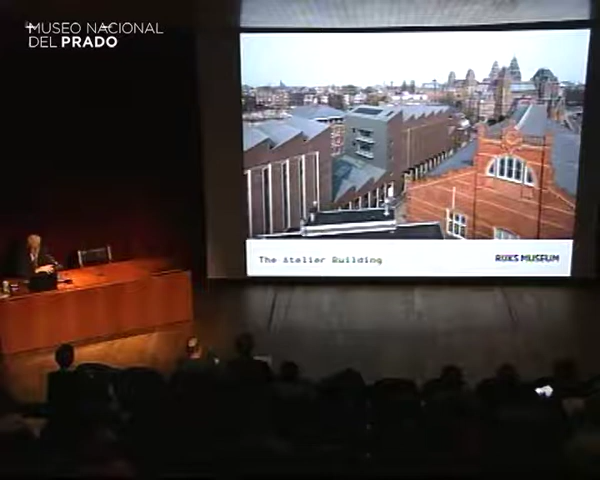 MUSEO NACIONAL
DEL PRADO
The Atelier Building
RIJKS MUSEUM